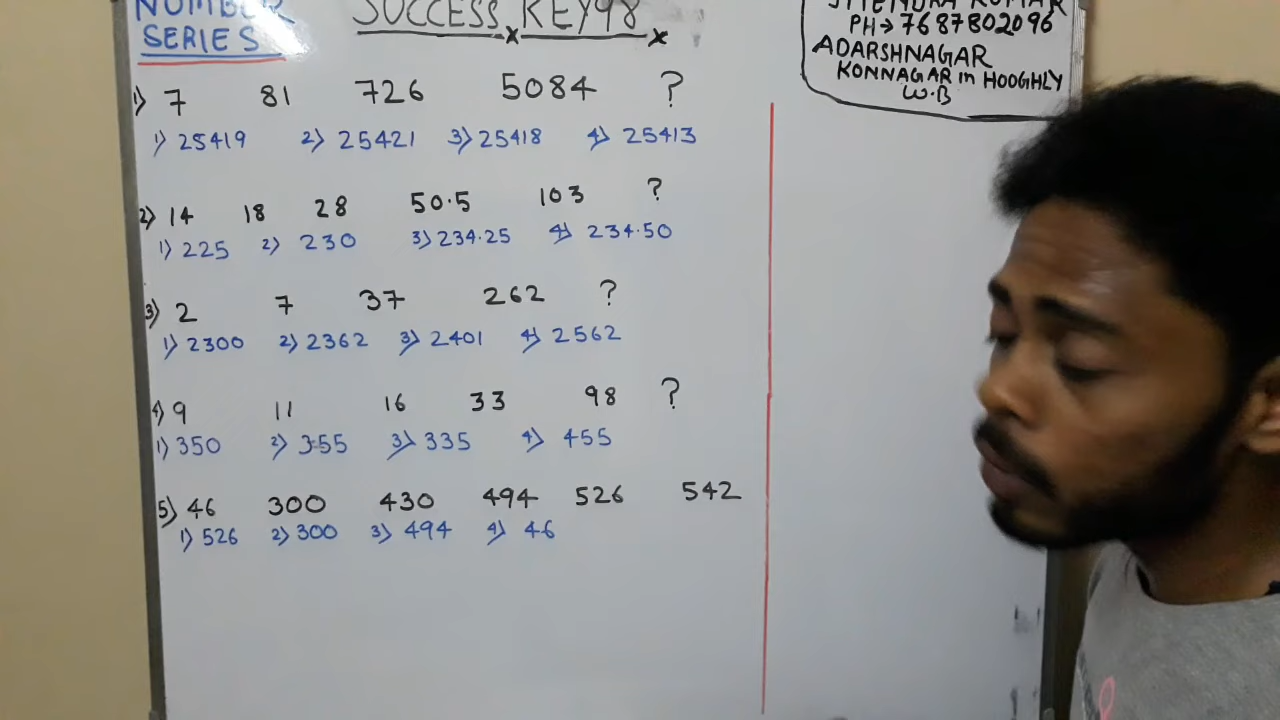 NUMBER
SERIES
SUCCESS KEY98
JITENDRA KUMAR
PH→7687802096
ADARSHNAGAR
KONNAGAR in HOOGHLY
W.B
1) 7 81 726 5084 ?
1) 25419 2) 25421 3) 25418 4) 25413
2) 14 18 28 50.5 103 ?
1) 225 2) 230 3) 234.25 4) 234.50
3) 2 7 37 262 ?
1) 2300 2) 2362 3) 2401 4) 2562
4) 9 11 16 33 98 ?
1) 350 2) 355 3) 335 4) 455
5) 46 300 430 494 526 542
1) 526 2) 300 3) 494 4) 46